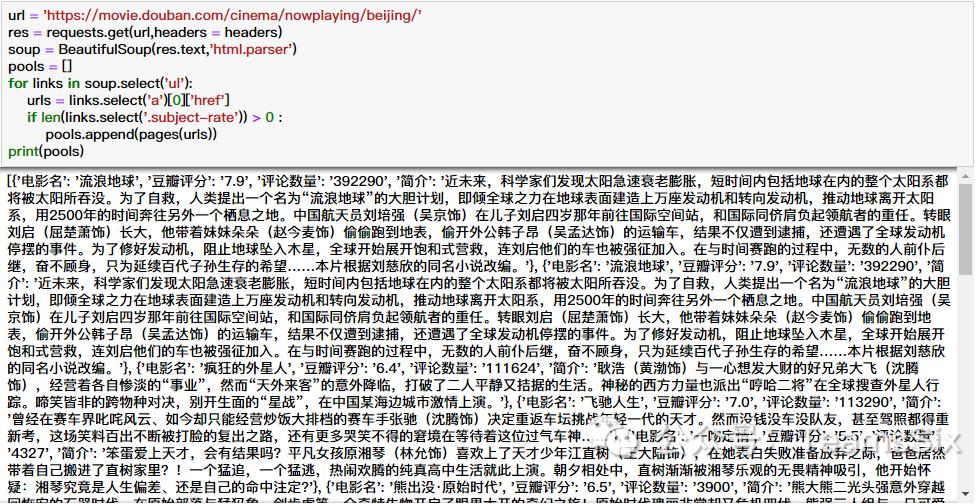 url = 'https://movie.douban.com/cinema/nowplaying/beijing/'
res = requests.get(url,headers = headers)
soup = BeautifulSoup(res.text,'html.parser')
pools = []
for links in soup.select('ul'):
urls = links.select('a')[0]['href']
if len(links.select('.subject-rate')) > 0 :
pools.append(pages(urls))
print(pools)
[{'电影名': '流浪地球', '豆瓣评分': '7.9', '评论数量': '392290', '简介': '近未来，科学家们发现太阳急速衰老膨胀，短时间内包括地球在内的整个太阳系都
将被太阳所吞没。为了自救，人类提出一个名为“流浪地球”的大胆计划，即倾全球之力在地球表面建造上万座发动机和转向发动机，推动地球离开太阳
系，用2500年的时间奔往另外一个栖息之地。中国航天员刘培强（吴京饰）在儿子刘启四岁那年前往国际空间站，和国际同侪肩负起领航者的重任。转眼
刘启（屈楚萧饰）长大，他带着妹妹朵朵（赵今麦饰）偷偷跑到地表，偷开外公韩子昂（吴孟达饰）的运输车，结果不仅遭到逮捕，还遭遇了全球发动机
停摆的事件。为了修好发动机，阻止地球坠入木星，全球开始展开饱和式营救，连刘启他们的车也被强征加入。在与时间赛跑的过程中，无数的人前仆后
继，奋不顾身，只为延续百代子孙生存的希望……本片根据刘慈欣的同名小说改编。'}, {'电影名': '流浪地球', '豆瓣评分': '7.9', '评论数量': '392290', '简
介': '近未来，科学家们发现太阳急速衰老膨胀，短时间内包括地球在内的整个太阳系都将被太阳所吞没。为了自救，人类提出一个名为“流浪地球”的大胆
计划，即倾全球之力在地球表面建造上万座发动机和转向发动机，推动地球离开太阳系，用2500年的时间奔往另外一个栖息之地。中国航天员刘培强（吴
京饰）在儿子刘启四岁那年前往国际空间站，和国际同侪肩负起领航者的重任。转眼刘启（屈楚萧饰）长大，他带着妹妹朵朵（赵今麦饰）偷偷跑到地
表，偷开外公韩子昂（吴孟达饰）的运输车，结果不仅遭到逮捕，还遭遇了全球发动机停摆的事件。为了修好发动机，阻止地球坠入木星，全球开始展开
饱和式营救，连刘启他们的车也被强征加入。在与时间赛跑的过程中，无数的人前仆后继，奋不顾身，只为延续百代子孙生存的希望……本片根据刘慈欣
的同名小说改编。'}, {'电影名': '疯狂的外星人', '豆瓣评分': '6.4', '评论数量': '111624', '简介': '耿浩（黄渤饰）与一心想发大财的好兄弟大飞（沈腾
饰），经营着各自惨淡的“事业”，然而“天外来客”的意外降临，打破了二人平静又拮据的生活。神秘的西方力量也派出“哼哈二将”在全球搜查外星人行
踪。啼笑皆非的跨物种对决，别开生面的“星战”，在中国某海边城市激情上演。'}, {'电影名': '飞驰人生', '豆瓣评分': '7.0', '评论数量': '113290', '简介':
'曾经在赛车界叱咤风云、如今却只能经营炒饭大排档的赛车手张驰（沈腾饰）决定重返车坛挑战年轻一代的天才。然而没钱没车没队友，甚至驾照都得重
新考，这场笑料百出不断被打脸的复出之路，还有更多哭笑不得的窘境在等待着这位过气车神…… '电影名': '一吻定情', '豆瓣评分': '5.5', '评论数量':
'4327', '简介': '笨蛋爱上天才，会有结果吗？平凡女孩原湘琴（林允饰）喜欢上了天才少年江直树（王大陆饰），在她表白失败准备放弃之际，却居然
带着自己搬进了直树家里？！一个猛追，一个猛逃，热闹欢腾的纯真高中生活就此上演。朝夕相处中，直树渐渐被湘琴乐观的无畏精神吸引，他开始怀
疑：湘琴究竟是人生偏差、还是自己的命中注定?'}, {'电影名': '熊出没·原始时代', '豆瓣评分': '6.5', '评论数量': '3900', '简介': '熊大熊二光头强意外穿越
公众号 TeamsSix